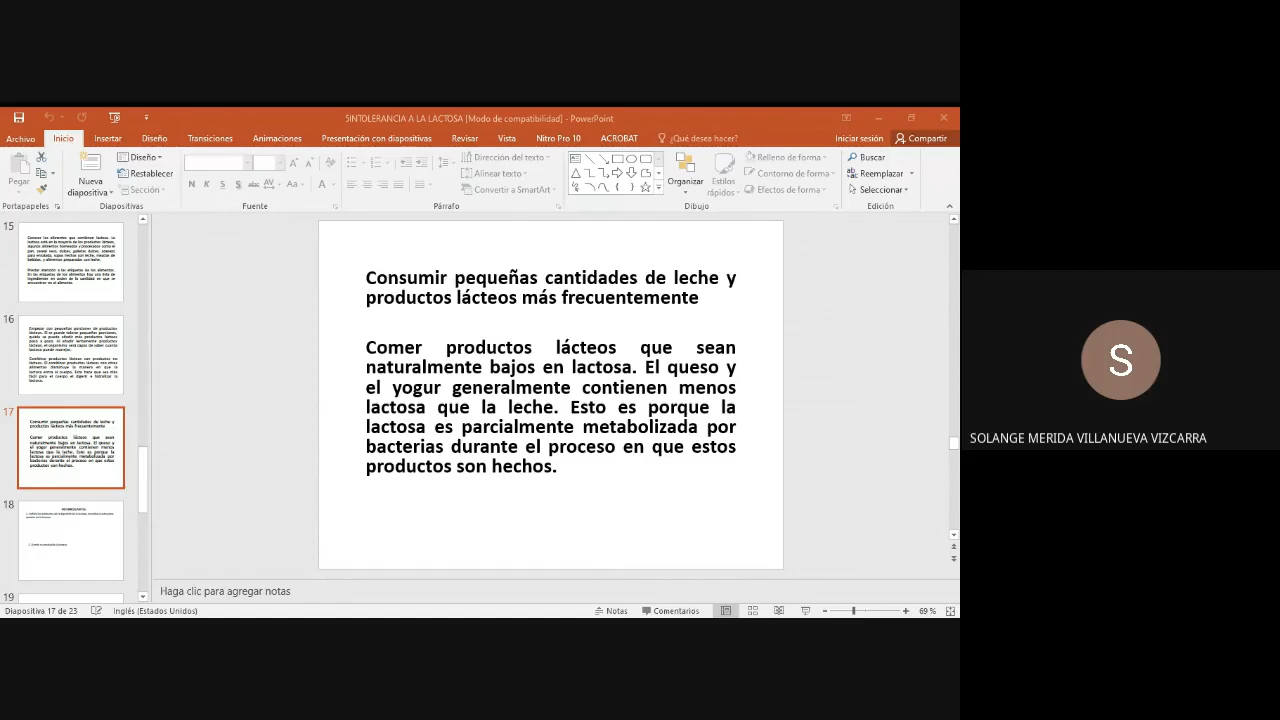 SINTOLERANCIA A LA LACTOSA [Modo de compatibilidad] - PowerPoint
Archivo Inicio Insertar Diseño Transiciones Animaciones Presentación con diapositivas Revisar Vista Nitro Pro 10 ACROBAT ¿Qué desea hacer? Iniciar sesión Compartir
Pegar
Nueva diapositiva
Diseño
Restablecer
Sección
N K S S abc AV Aa A
Dirección del texto
Alinear texto
Convertir a SmartArt
Organizar
Estilos rápidos
Relleno de forma
Contorno de forma
Efectos de forma
Buscar
Reemplazar
Seleccionar
Portapapeles Diapositivas Fuente Párrafo Dibujo Edición
15
16
17
18
19
Consumir pequeñas cantidades de leche y
productos lácteos más frecuentemente
Comer productos lácteos que sean
naturalmente bajos en lactosa. El queso y
el yogur generalmente contienen menos
lactosa que la leche. Esto es porque la
lactosa es parcialmente metabolizada por
bacterias durante el proceso en que estos
productos son hechos.
Haga clic para agregar notas
Diapositiva 17 de 23 Inglés (Estados Unidos) Notas Comentarios 69 %
S
SOLANGE MERIDA VILLANUEVA VIZCARRA